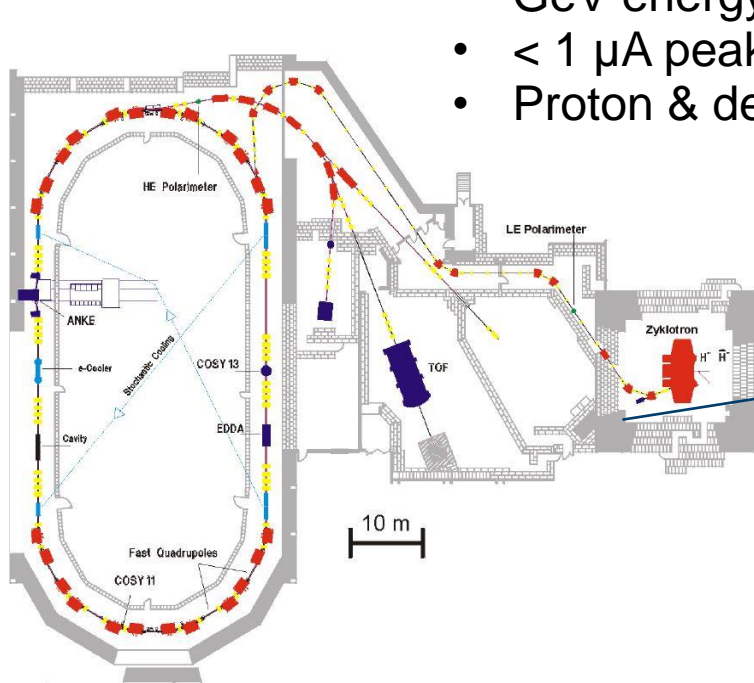 GeV energy
• < 1 µA peak
• Proton & de
HE Polarimeter
LE Polarimeter
Zyklotron
H⁺ H⁻
ANKE
Stochastic Cooling
e-Cooler
COSY 13
TOF
Cavity
EDDA
10 m
Fast Quadrupoles
COSY 11